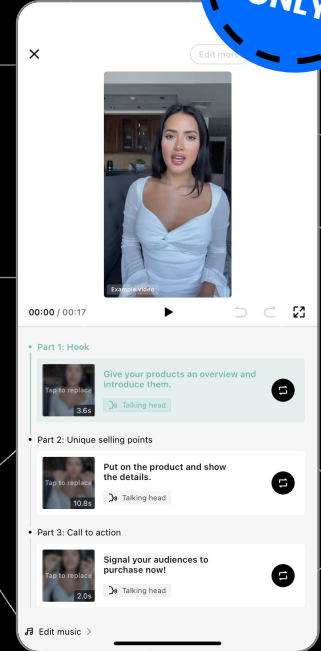 ONLY
Edit more
Example video
00:00 / 00:17
Part 1: Hook
Tap to replace
3.6s
Give your products an overview and
introduce them.
Talking head
Part 2: Unique selling points
Tap to replace
10.8s
Put on the product and show
the details.
Talking head
Part 3: Call to action
Tap to replace
2.0s
Signal your audiences to
purchase now!
Talking head
Edit music